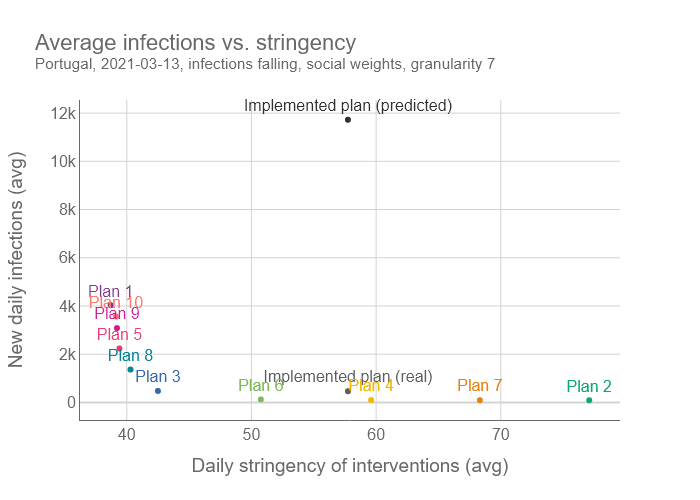 Average infections vs. stringency
Portugal, 2021-03-13, infections falling, social weights, granularity 7
New daily infections (avg)
12k
10k
8k
6k
4k
2k
0
Implemented plan (predicted)
Plan 1
Plan 10
Plan 9
Plan 5
Plan 8
Plan 3
Implemented plan (real)
Plan 6
Plan 4
Plan 7
Plan 2
40
50
60
70
Daily stringency of interventions (avg)